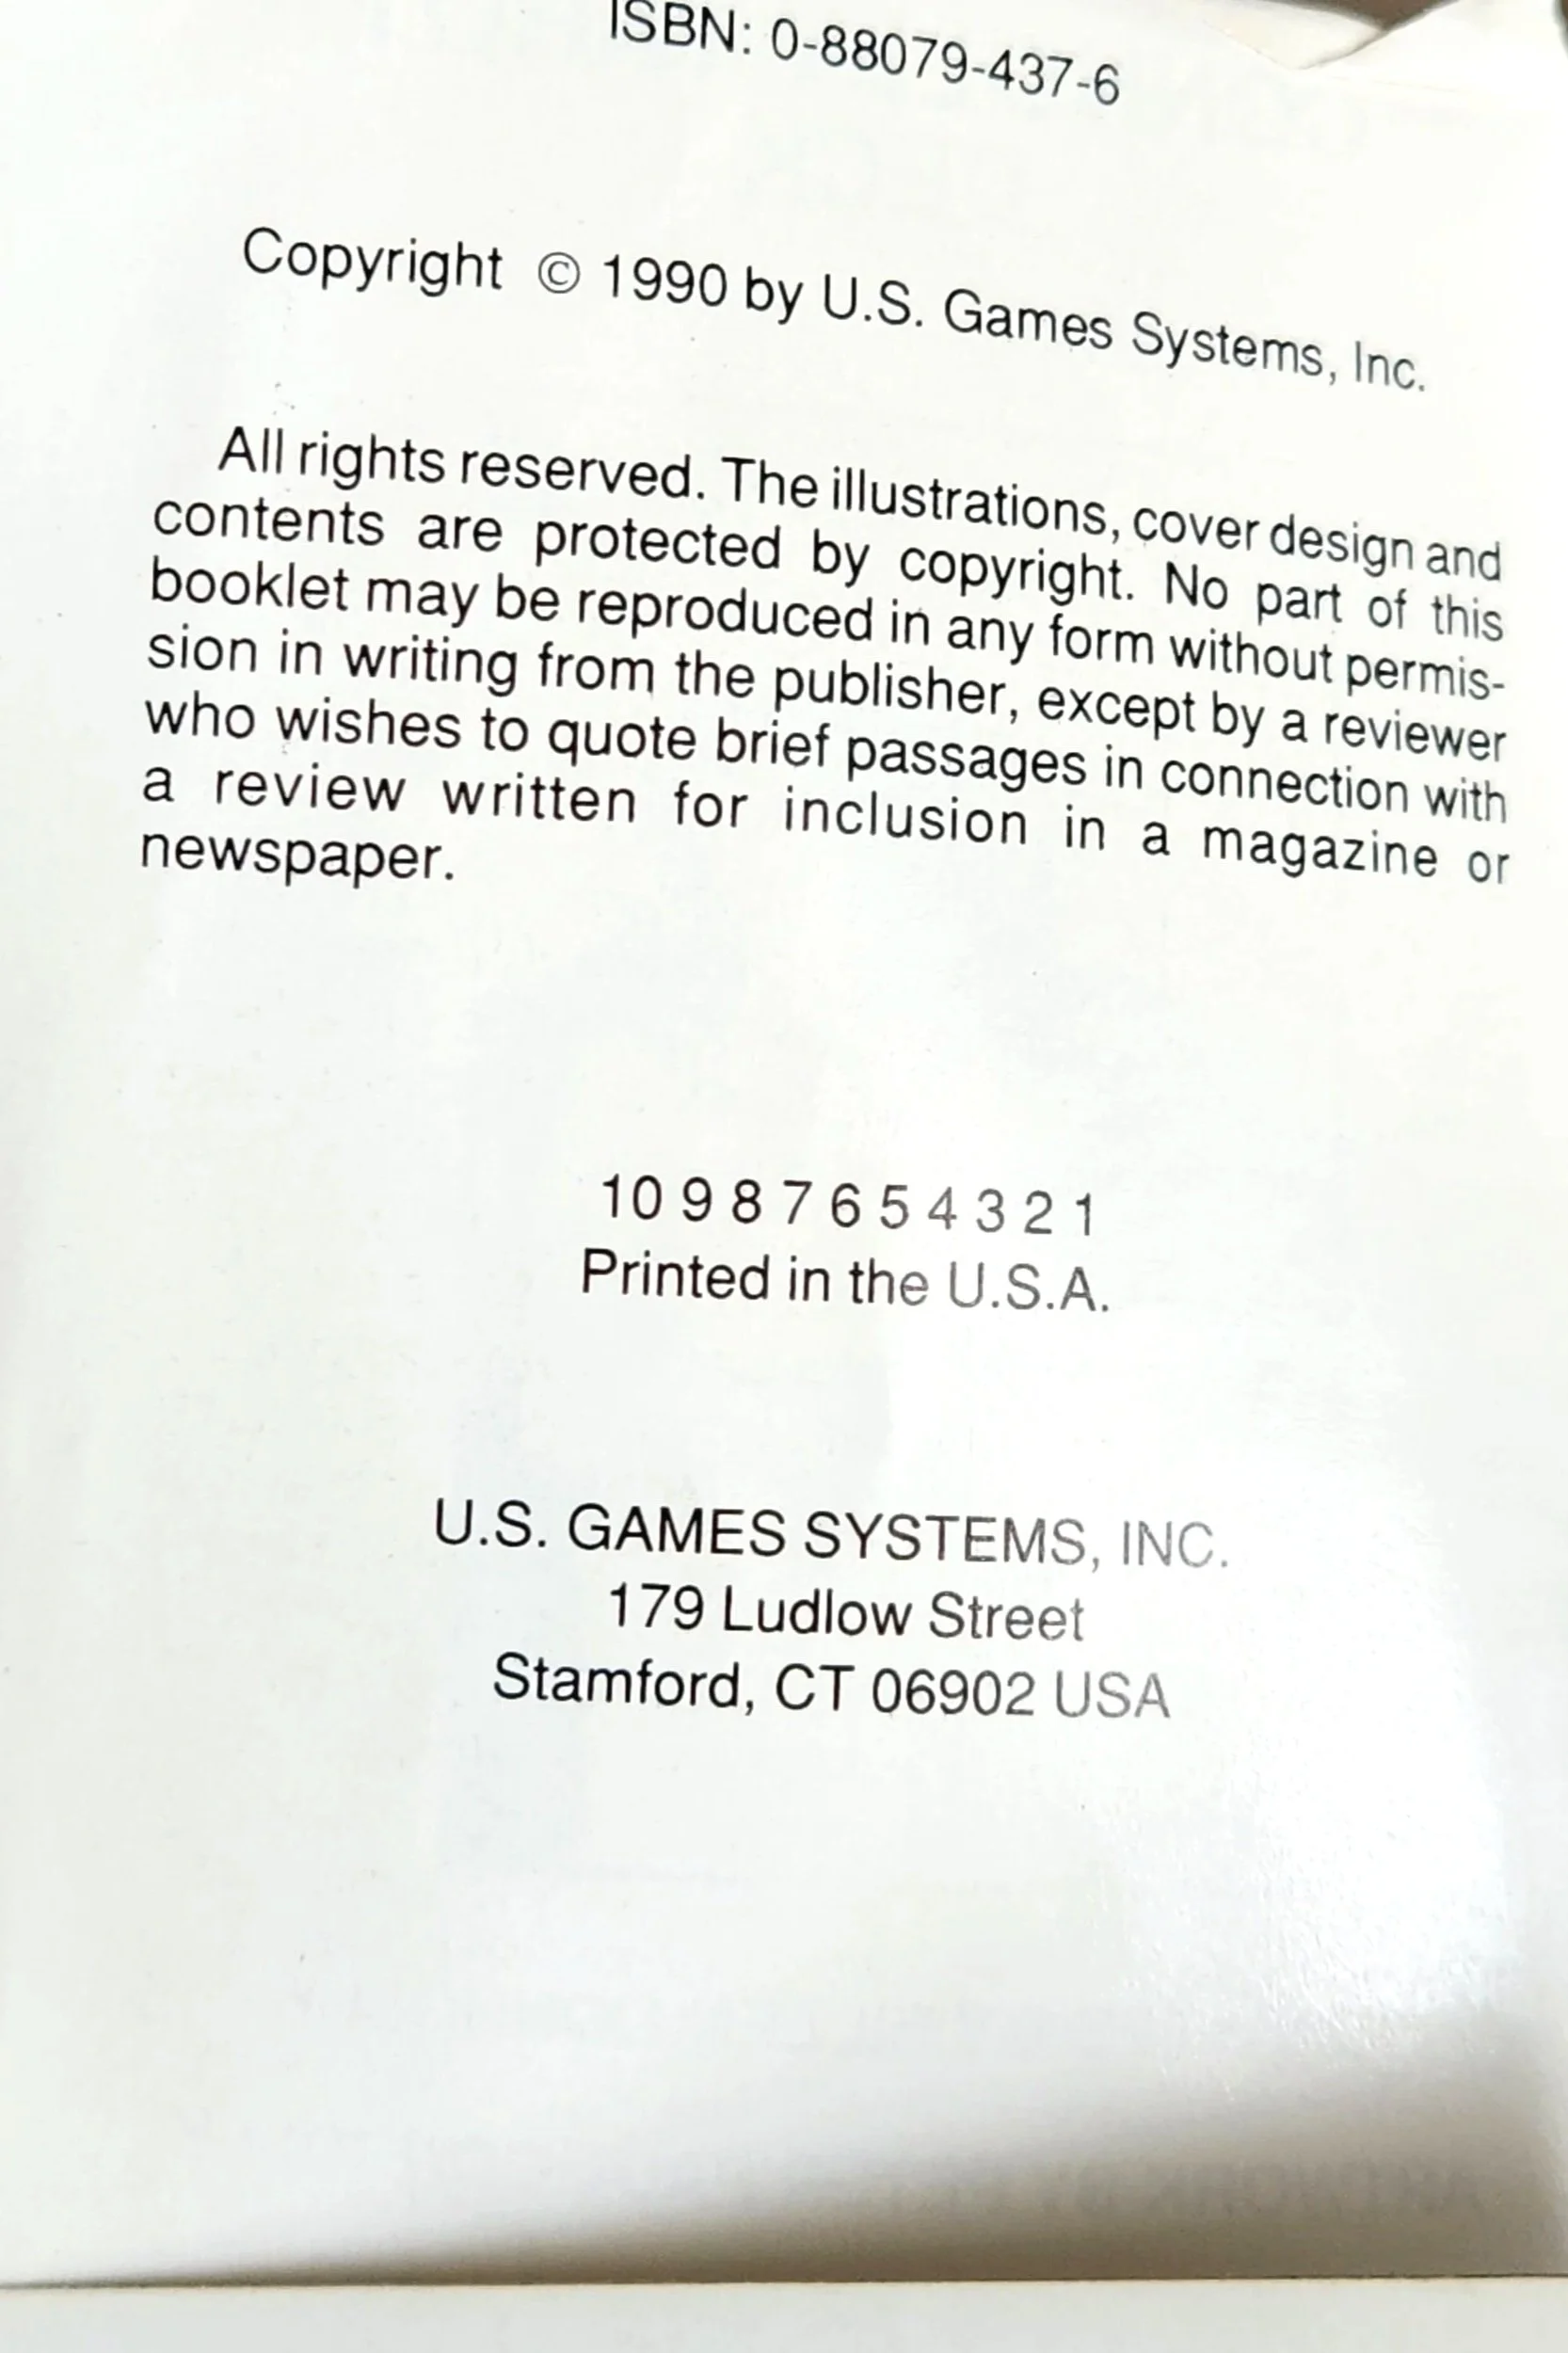 ISBN: 0-88079-437-6
Copyright © 1990 by U.S. Games Systems, Inc.
All rights reserved. The illustrations, cover design and
contents are protected by copyright. No part of this
booklet may be reproduced in any form without permis-
sion in writing from the publisher, except by a reviewer
who wishes to quote brief passages in connection with
a review written for inclusion in a magazine or
newspaper.
10 9 8 7 6 5 4 3 2 1
Printed in the U.S.A.
U.S. GAMES SYSTEMS, INC.
179 Ludlow Street
Stamford, CT 06902 USA